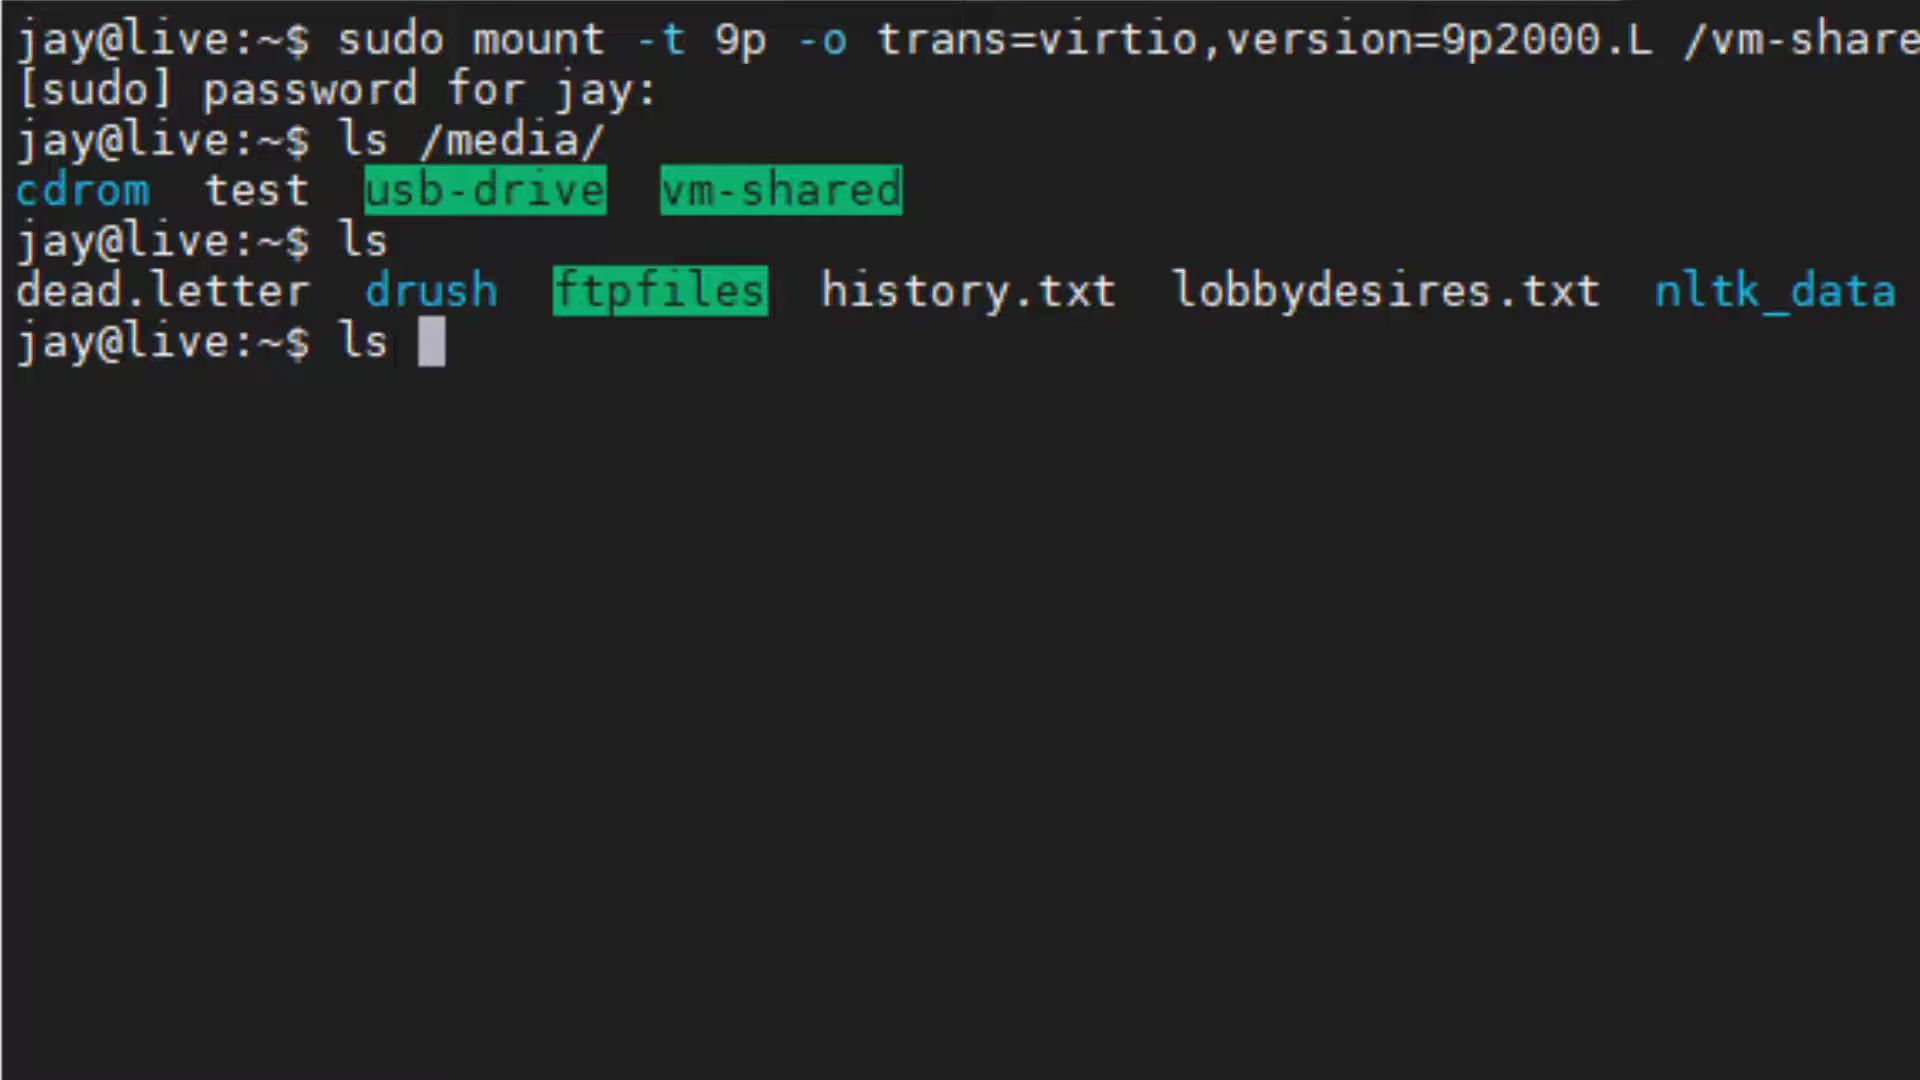 jay@live:~$ sudo mount -t 9p -o trans=virtio,version=9p2000.L /vm-share
[sudo] password for jay:
jay@live:~$ ls /media/
cdrom test usb-drive vm-shared
jay@live:~$ ls
dead.letter drush ftpfiles history.txt lobbydesires.txt nltk_data
jay@live:~$ ls